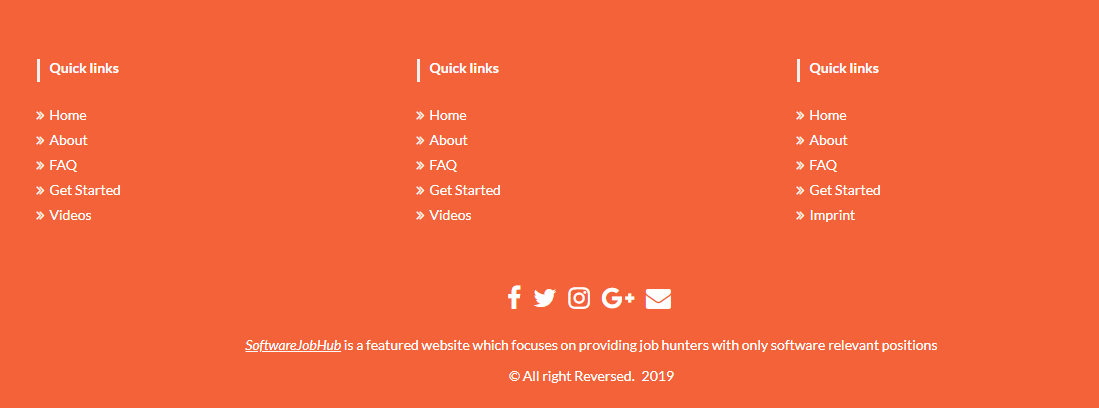 Quick links
Home
About
FAQ
Get Started
Videos
Quick links
Home
About
FAQ
Get Started
Videos
Quick links
Home
About
FAQ
Get Started
Imprint
SoftwareJobHub is a featured website which focuses on providing job hunters with only software relevant positions
© All right Reversed. 2019